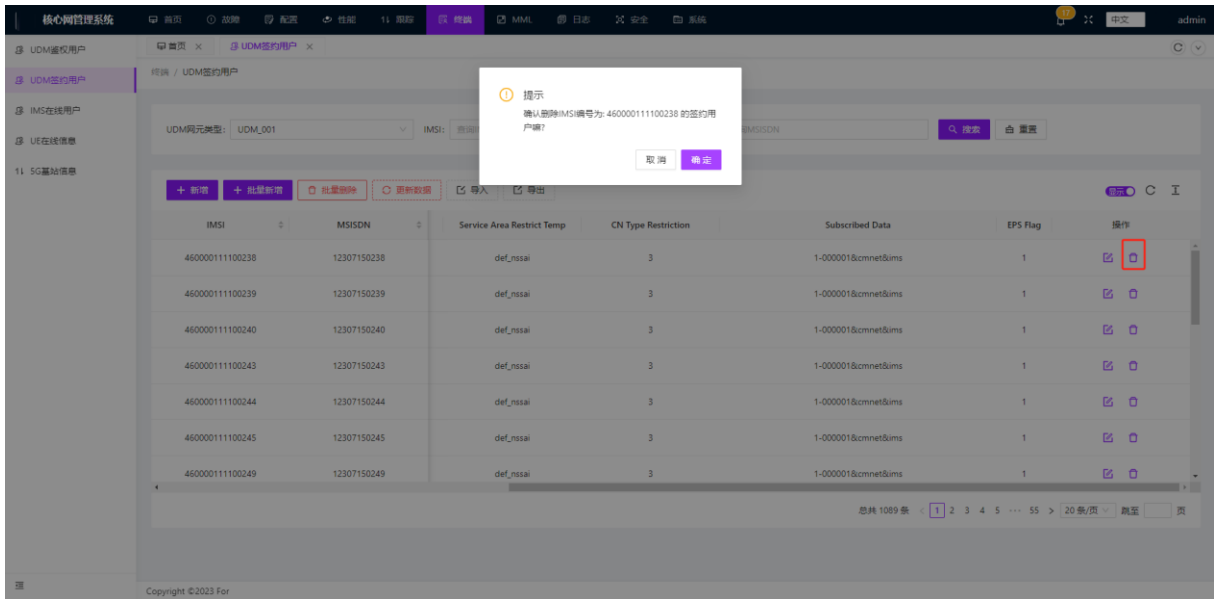 核心网管理系统 首页 故障 配置 性能 跟踪 终端 MML 日志 安全 系统 17 中文 admin
UDM鉴权用户
UDM签约用户
IMS在线用户
UE在线信息
5G基站信息
首页 UDM签约用户
终端 / UDM签约用户
提示
确认删除IMSI编号为: 460000111100238 的签约用
户嘛?
取 消 确 定
UDM网元类型: UDM_001 IMSI: MSISDN 搜索 重置
新增 批量新增 批量删除 更新数据 导入 导出 显示
IMSI MSISDN Service Area Restrict Temp CN Type Restriction Subscribed Data EPS Flag 操作
460000111100238 12307150238 def_nssai 3 1-000001&cmnet&ims 1
460000111100239 12307150239 def_nssai 3 1-000001&cmnet&ims 1
460000111100240 12307150240 def_nssai 3 1-000001&cmnet&ims 1
460000111100243 12307150243 def_nssai 3 1-000001&cmnet&ims 1
460000111100244 12307150244 def_nssai 3 1-000001&cmnet&ims 1
460000111100245 12307150245 def_nssai 3 1-000001&cmnet&ims 1
460000111100249 12307150249 def_nssai 3 1-000001&cmnet&ims 1
总共 1089 条 < 1 2 3 4 5 ··· 55 > 20 条/页 跳至 页
Copyright ©2023 For